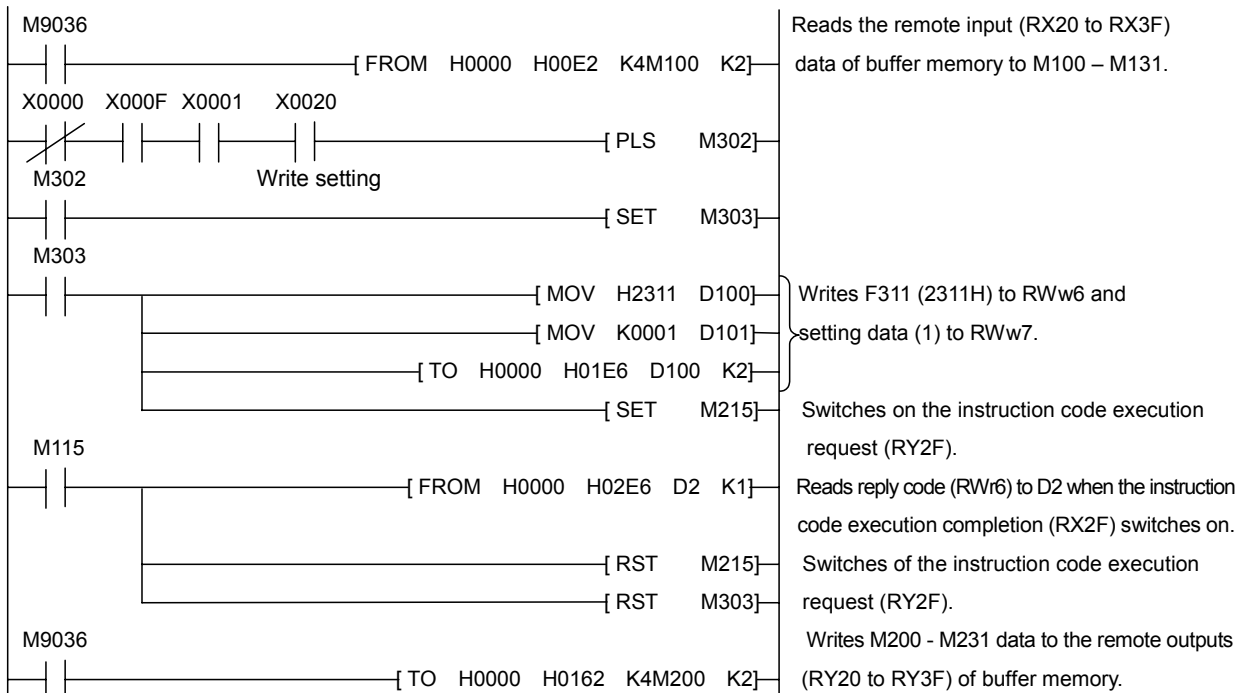 M9036 Reads the remote input (RX20 to RX3F)
[ FROM H0000 H00E2 K4M100 K2] data of buffer memory to M100 – M131.
X0000 X000F X0001 X0020
[ PLS M302]
M302 Write setting
[ SET M303]
M303
[ MOV H2311 D100] Writes F311 (2311H) to RWw6 and
[ MOV K0001 D101] setting data (1) to RWw7.
[ TO H0000 H01E6 D100 K2]
[ SET M215] Switches on the instruction code execution
M115 request (RY2F).
[ FROM H0000 H02E6 D2 K1] Reads reply code (RWr6) to D2 when the instruction
code execution completion (RX2F) switches on.
[ RST M215] Switches of the instruction code execution
[ RST M303] request (RY2F).
M9036 Writes M200 - M231 data to the remote outputs
[ TO H0000 H0162 K4M200 K2] (RY20 to RY3F) of buffer memory.